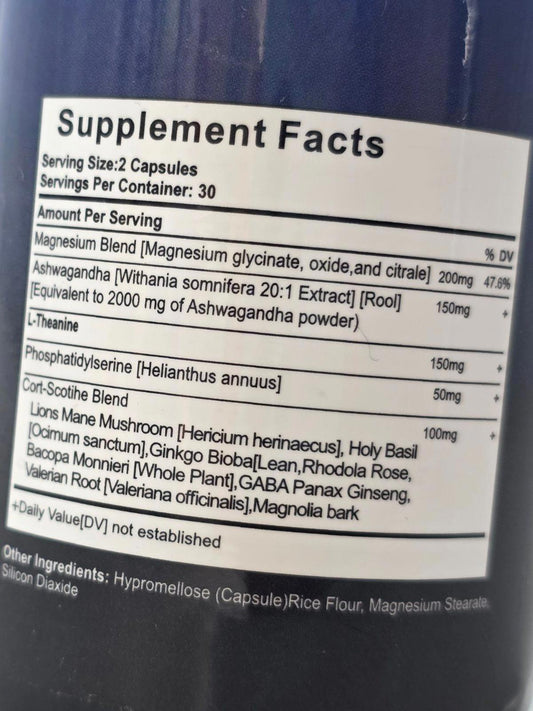 Supplement Facts
Serving Size:2 Capsules
Servings Per Container: 30
Amount Per Serving
% DV
Magnesium Blend [Magnesium glycinate, oxide,and citrale] 200mg 47.6%
Ashwagandha [Withania somnifera 20:1 Extract] [Rool] 150mg +
[Equivalent to 2000 mg of Ashwagandha powder)
L-Theanine 150mg +
Phosphatidylserine [Helianthus annuus] 50mg +
Cort-Scotihe Blend 100mg +
Lions Mane Mushroom [Hericium herinaecus], Holy Basil
[Ocimum sanctum],Ginkgo Bioba[Lean,Rhodola Rose,
Bacopa Monnieri [Whole Plant],GABA Panax Ginseng,
Valerian Root [Valeriana officinalis],Magnolia bark
+Daily Value[DV] not established
Other Ingredients: Hypromellose (Capsule)Rice Flour, Magnesium Stearate,
Silicon Diaxide